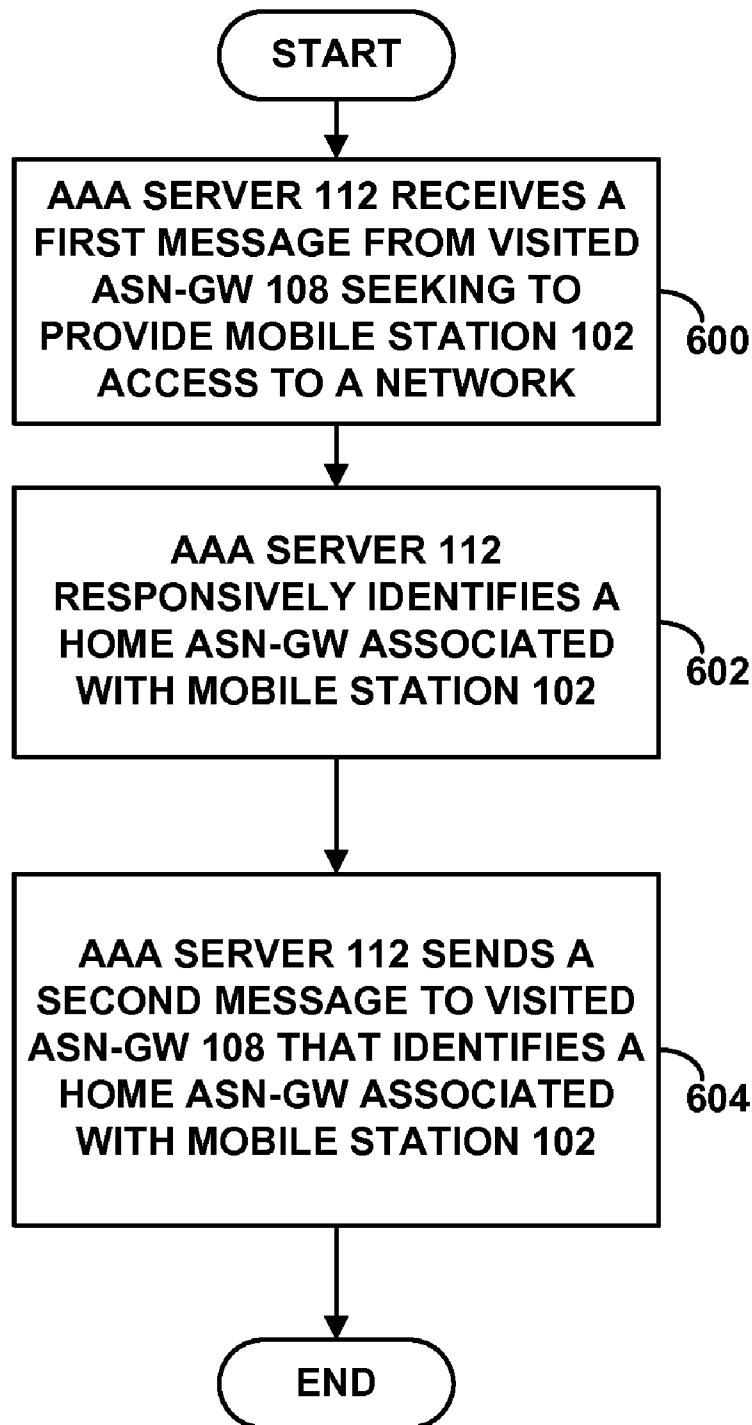 START
AAA SERVER 112 RECEIVES A
FIRST MESSAGE FROM VISITED
ASN-GW 108 SEEKING TO
PROVIDE MOBILE STATION 102
ACCESS TO A NETWORK
600
AAA SERVER 112
RESPONSIVELY IDENTIFIES A
HOME ASN-GW ASSOCIATED
WITH MOBILE STATION 102
602
AAA SERVER 112 SENDS A
SECOND MESSAGE TO VISITED
ASN-GW 108 THAT IDENTIFIES A
HOME ASN-GW ASSOCIATED
WITH MOBILE STATION 102
604
END